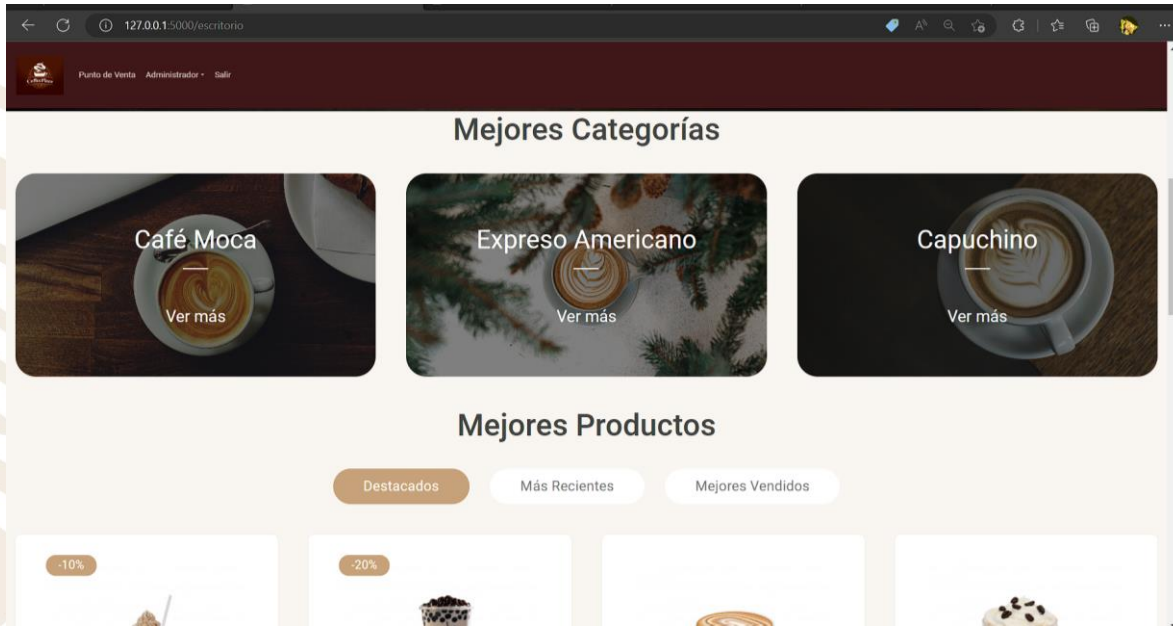 127.0.0.1:5000/escritorio
Punto de Venta Administrador Salir
Mejores Categorías
Café Moca
Ver más
Expreso Americano
Ver más
Capuchino
Ver más
Mejores Productos
Destacados Más Recientes Mejores Vendidos
-10% -20%